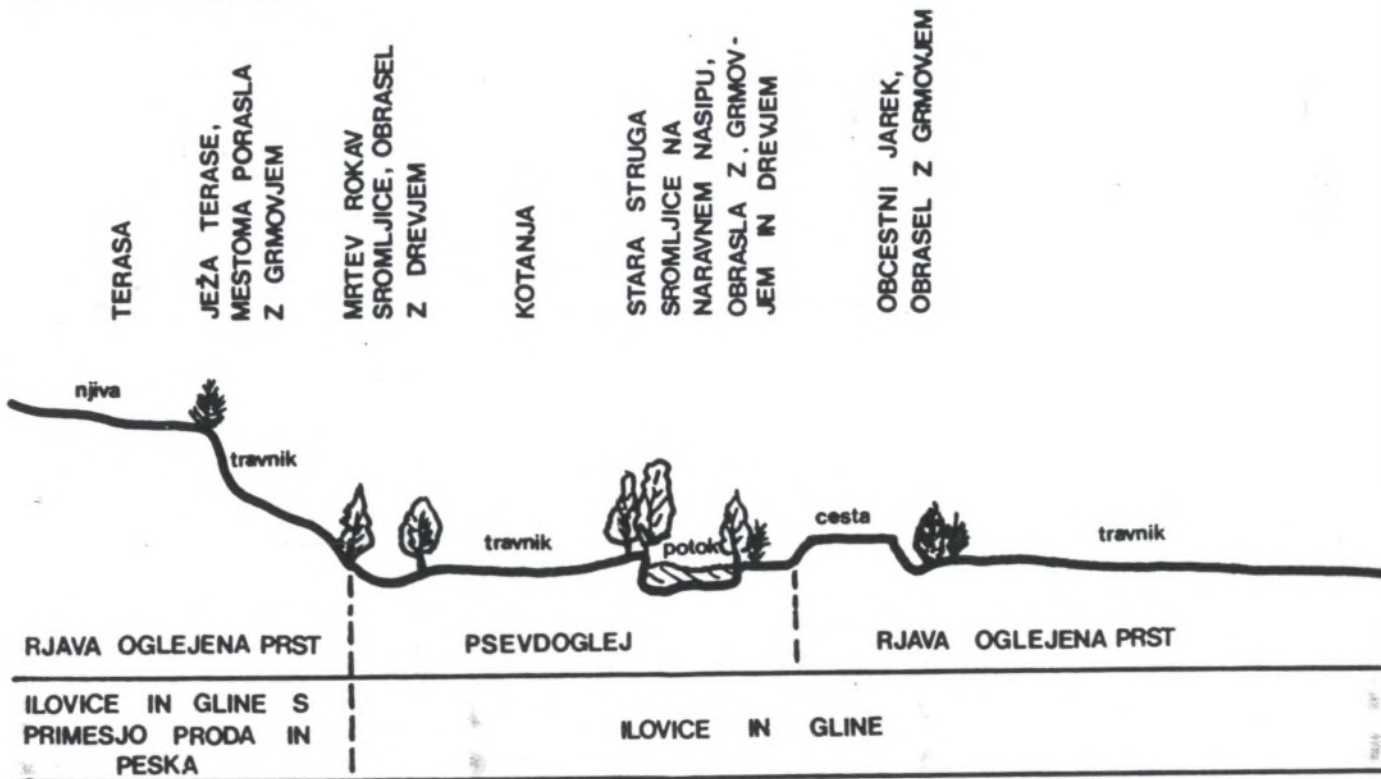 TERASA
JEŽA TERASE,
MESTOMA PORASLA
Z GRMOVJEM
MRTEV ROKAV
SROMLJICE, OBRASEL
Z DREVJEM
KOTANJA
STARA STRUGA
SROMLJICE NA
NARAVNEM NASIPU,
OBRASLA Z. GRMOV-
JEM IN DREVJEM
OBCESTNI JAREK,
OBRASEL Z GRMOVJEM
njiva
travnik
travnik
potok
cesta
travnik
RJAVA OGLEJENA PRST
PSEVDOGLEJ
RJAVA OGLEJENA PRST
ILOVICE IN GLINE S
PRIMESJO PRODA IN
PESKA
ILOVICE IN GLINE